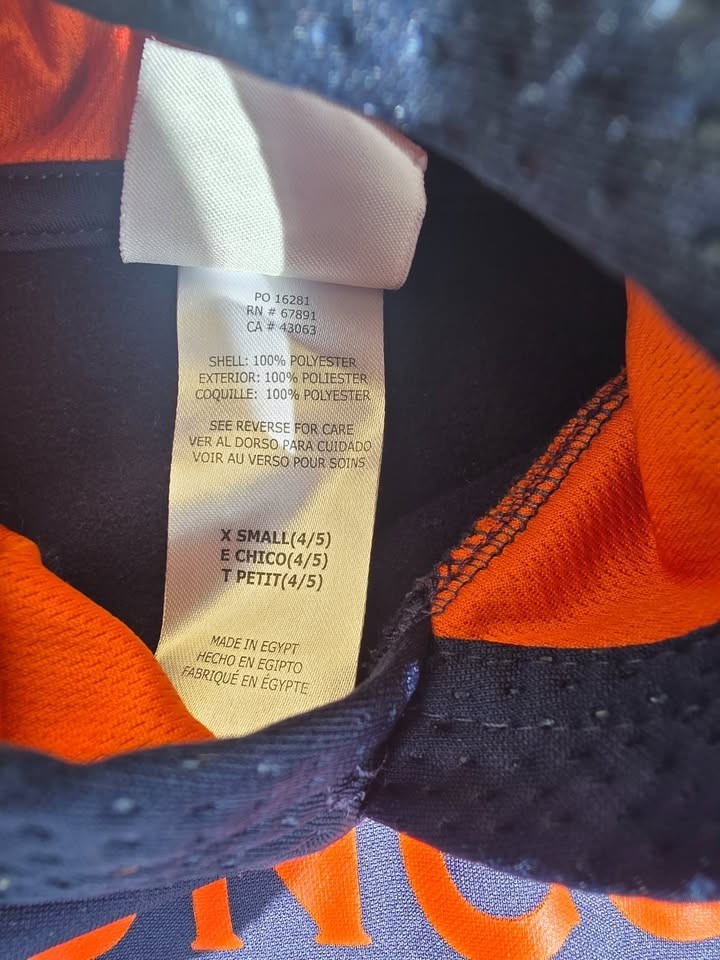 PO 16281
RN # 67891
CA # 43063
SHELL: 100% POLYESTER
EXTERIOR: 100% POLIESTER
COQUILLE: 100% POLYESTER
SEE REVERSE FOR CARE
VER AL DORSO PARA CUIDADO
VOIR AU VERSO POUR SOINS
X SMALL(4/5)
E CHICO(4/5)
T PETIT(4/5)
MADE IN EGYPT
HECHO EN EGIPTO
FABRIQUÉ EN ÉGYPTE